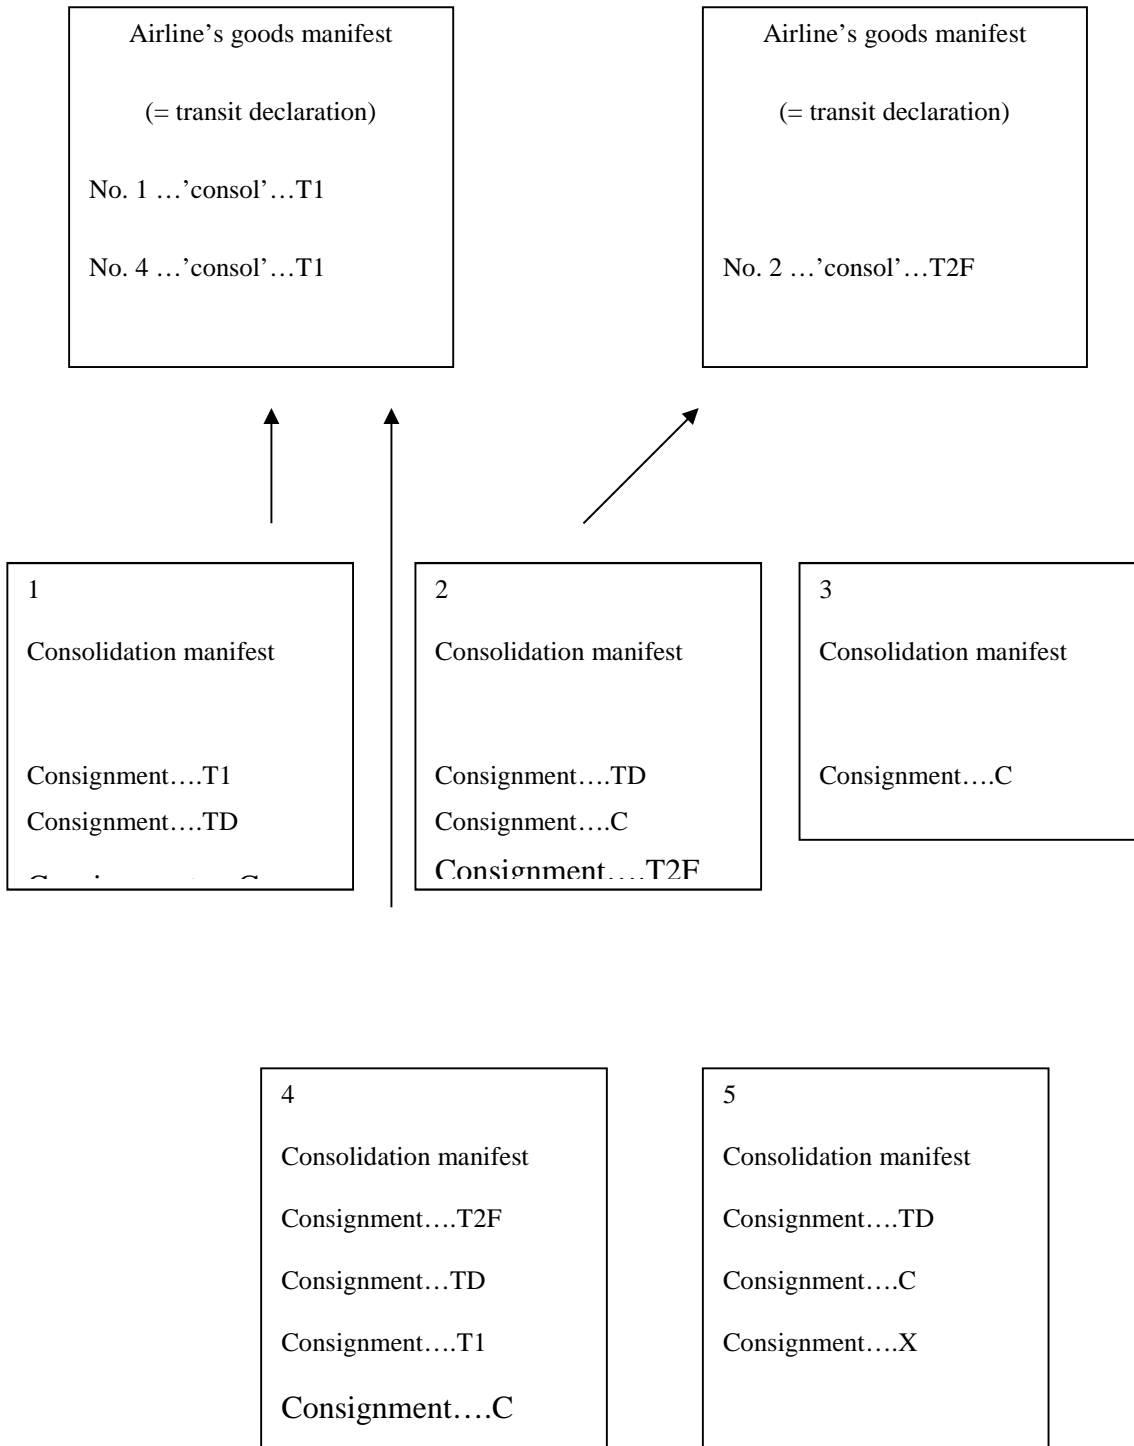 Airline's goods manifest
(= transit declaration)
No. 1 …'consol'…T1
No. 4 …'consol'…T1
Airline's goods manifest
(= transit declaration)
No. 2 …'consol'…T2F
1
Consolidation manifest
Consignment….T1
Consignment….TD
2
Consolidation manifest
Consignment….TD
Consignment….C
Consignment….T2F
3
Consolidation manifest
Consignment….C
4
Consolidation manifest
Consignment….T2F
Consignment…TD
Consignment….T1
Consignment….C
5
Consolidation manifest
Consignment….TD
Consignment….C
Consignment….X